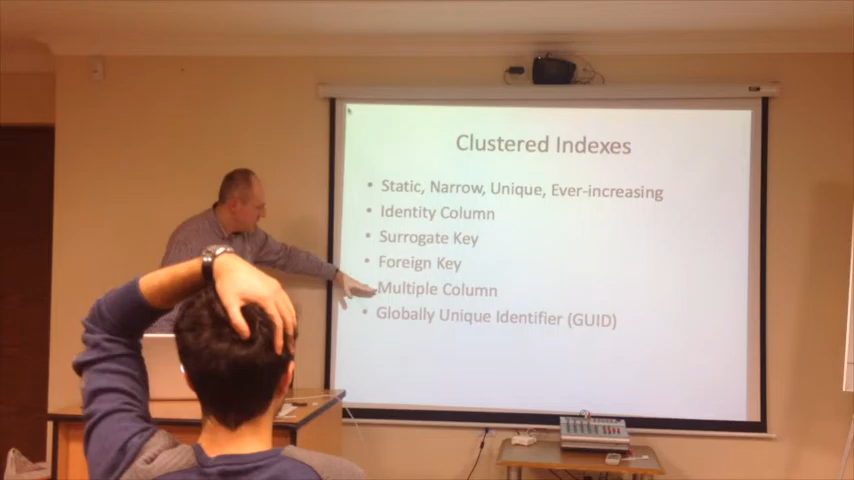 Clustered Indexes
• Static, Narrow, Unique, Ever-increasing
• Identity Column
• Surrogate Key
• Foreign Key
Multiple Column
• Globally Unique Identifier (GUID)